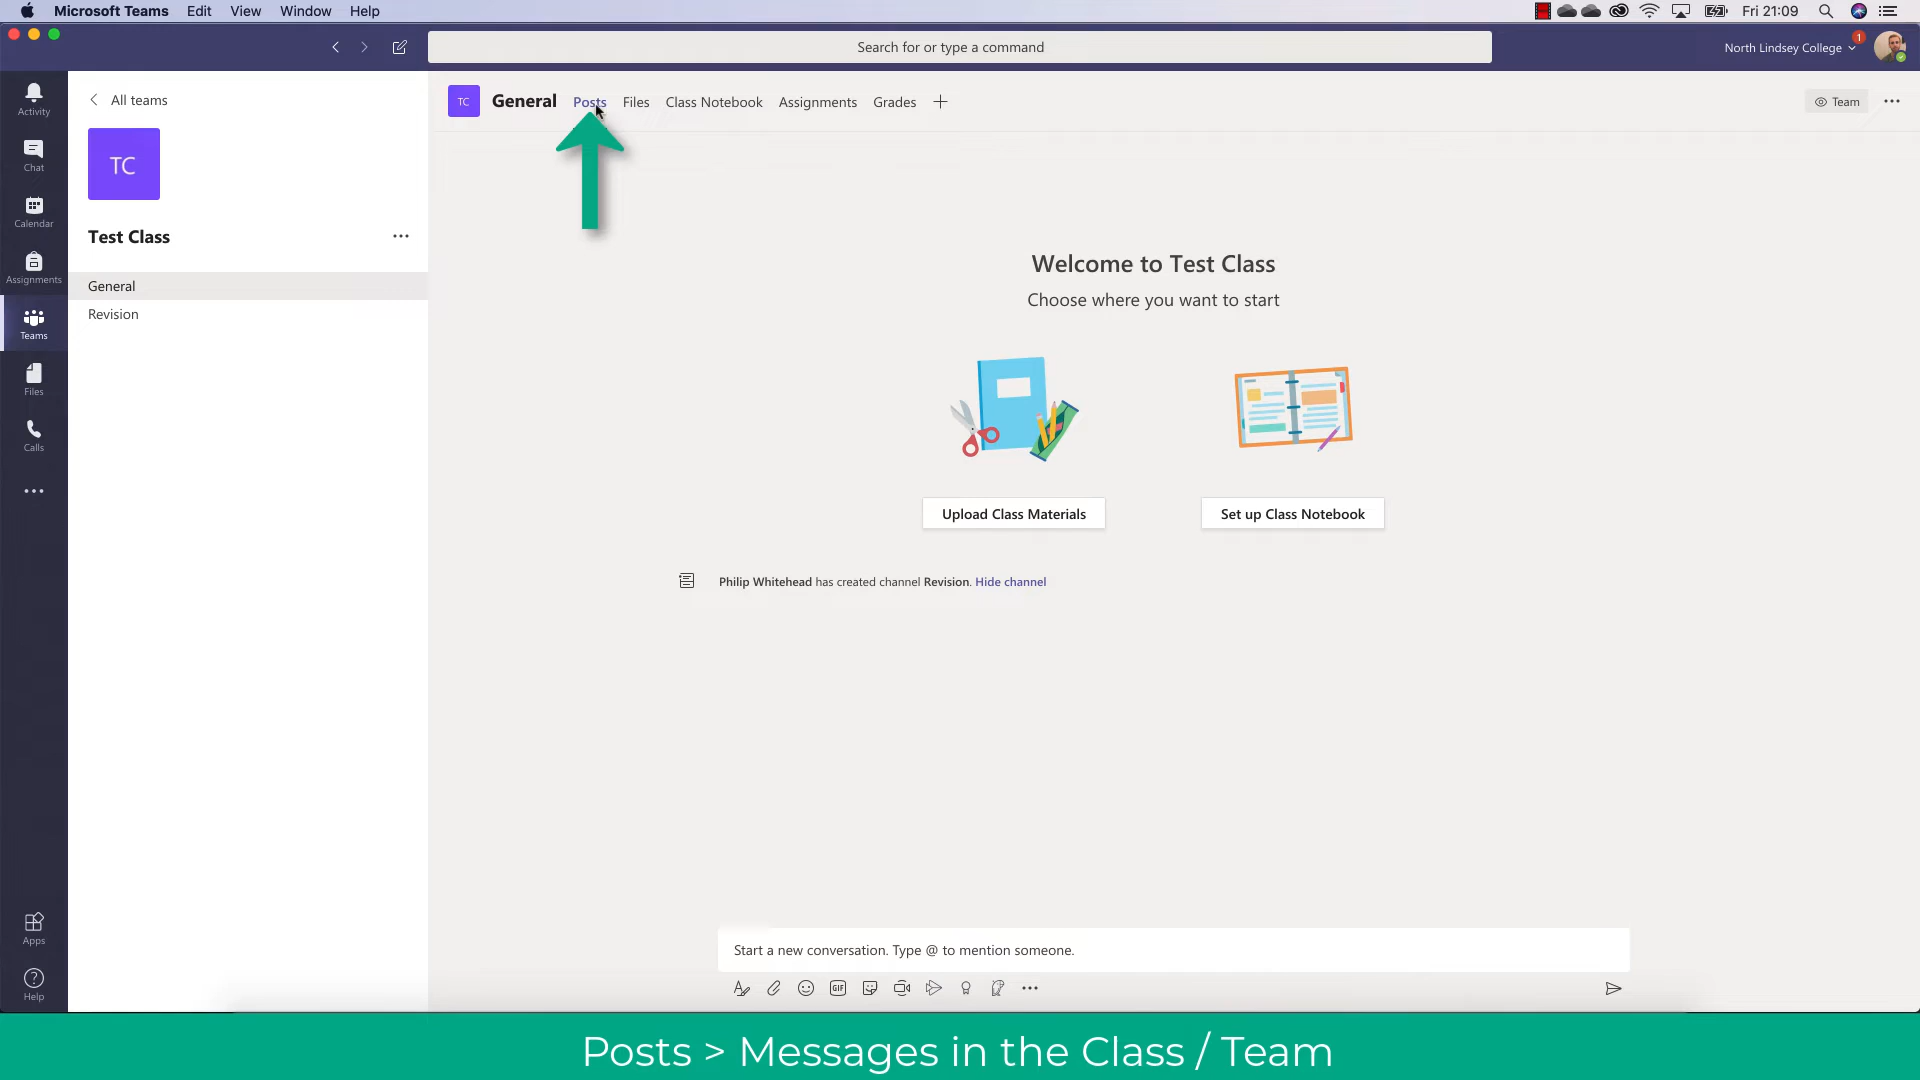 Microsoft Teams Edit View Window Help
Fri 21:09
Search for or type a command
North Lindsey College
1
Activity
Chat
Calendar
Assignments
Teams
Files
Calls
Apps
Help
All teams
TC
Test Class
General
Revision
TC
General Posts Files Class Notebook Assignments Grades
Team
Welcome to Test Class
Choose where you want to start
Upload Class Materials
Set up Class Notebook
Philip Whitehead has created channel Revision. Hide channel
Start a new conversation. Type @ to mention someone.
GIF
Posts > Messages in the Class / Team